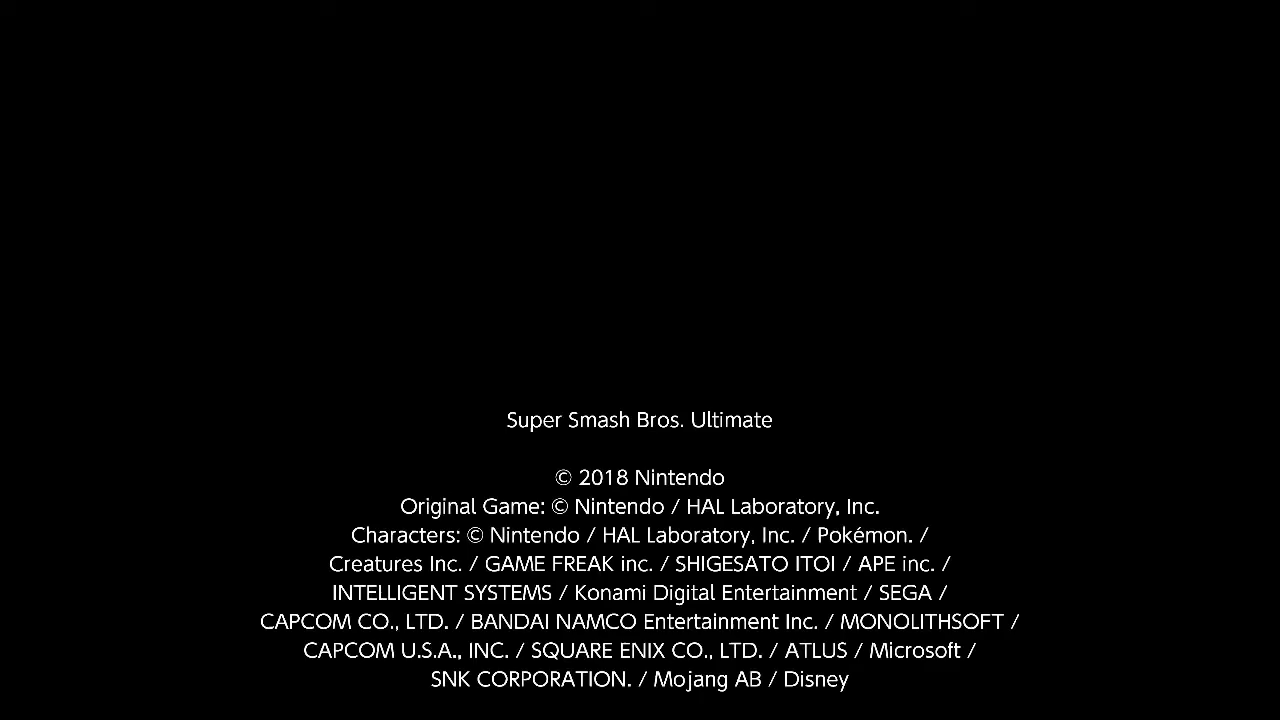 Super Smash Bros. Ultimate
© 2018 Nintendo
Original Game: © Nintendo / HAL Laboratory, Inc.
Characters: © Nintendo / HAL Laboratory, Inc. / Pokémon. /
Creatures Inc. / GAME FREAK inc. / SHIGESATO ITOI / APE inc. /
INTELLIGENT SYSTEMS / Konami Digital Entertainment / SEGA /
CAPCOM CO., LTD. / BANDAI NAMCO Entertainment Inc. / MONOLITHSOFT /
CAPCOM U.S.A., INC. / SQUARE ENIX CO., LTD. / ATLUS / Microsoft /
SNK CORPORATION. / Mojang AB / Disney